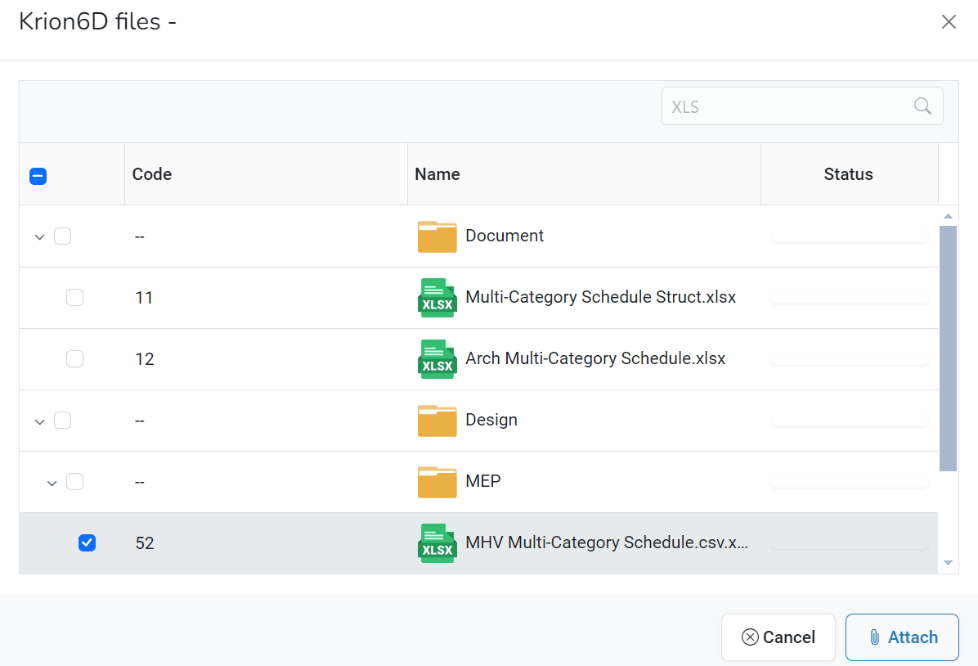 Krion6D files -
XLS
Code Name Status
-- Document
11 XLSX Multi-Category Schedule Struct.xlsx
12 XLSX Arch Multi-Category Schedule.xlsx
-- Design
-- MEP
52 XLSX MHV Multi-Category Schedule.csv.x...
Cancel Attach